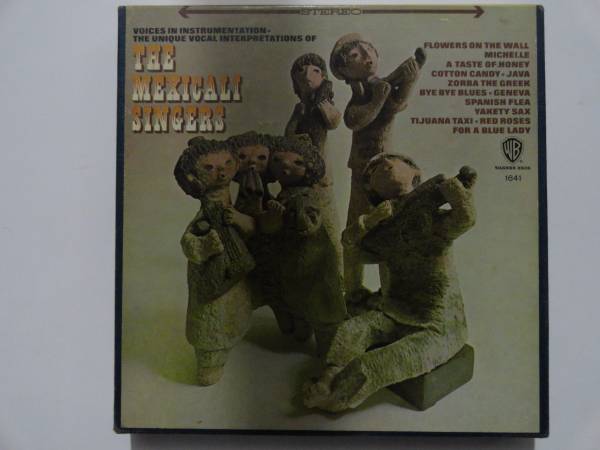 STEREO
VOICES IN INSTRUMENTATION•
THE UNIQUE VOCAL INTERPRETATIONS OF
THE
MEXICALI
SINGERS
FLOWERS ON THE WALL
MICHELLE
A TASTE OF HONEY
COTTON CANDY • JAVA
ZORBA THE GREEK
BYE BYE BLUES • GENEVA
SPANISH FLEA
YAKETY SAX
TIJUANA TAXI • RED ROSES
FOR A BLUE LADY
WB
WARNER BROS
1641